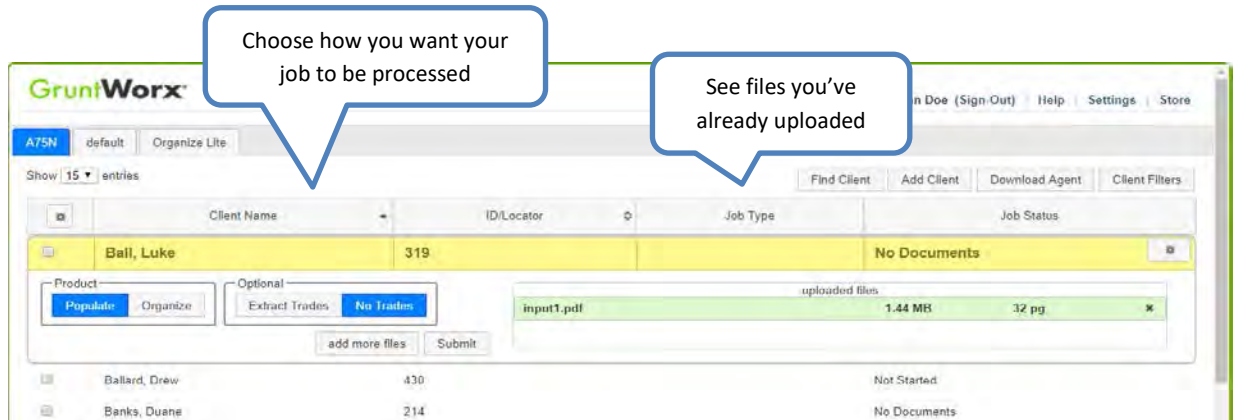 Choose how you want your
job to be processed
See files you've
already uploaded
GruntWorx
n Doe (Sign-Out) Help Settings Store
A75N default Organize Lite
Show 15 entries
Find Client Add Client Download Agent Client Filters
Client Name ID/Locator Job Type Job Status
Ball, Luke 319 No Documents
Product Optional
uploaded files
Populate Organize Extract Trades No Trades
input1.pdf 1.44 MB 32 pg
add more files Submit
Ballard, Drew 430 Not Started
Banks, Duane 214 No Documents